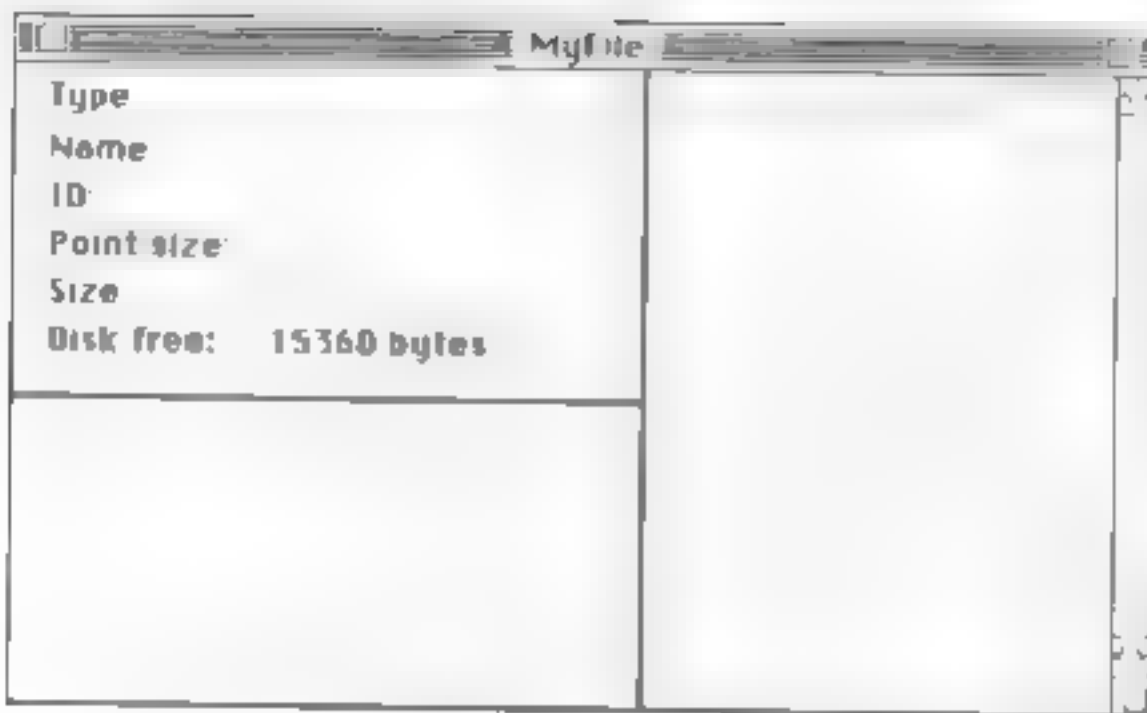 MyFile
Type
Name
ID
Point size
Size
Disk free: 15360 bytes